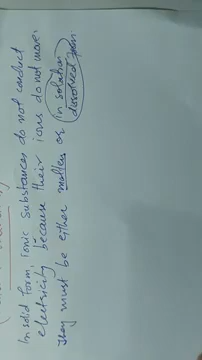 In solid form, ionic substances do not conduct
electricity because their ions do not move.
They must be either molten or in solution
dissolved form